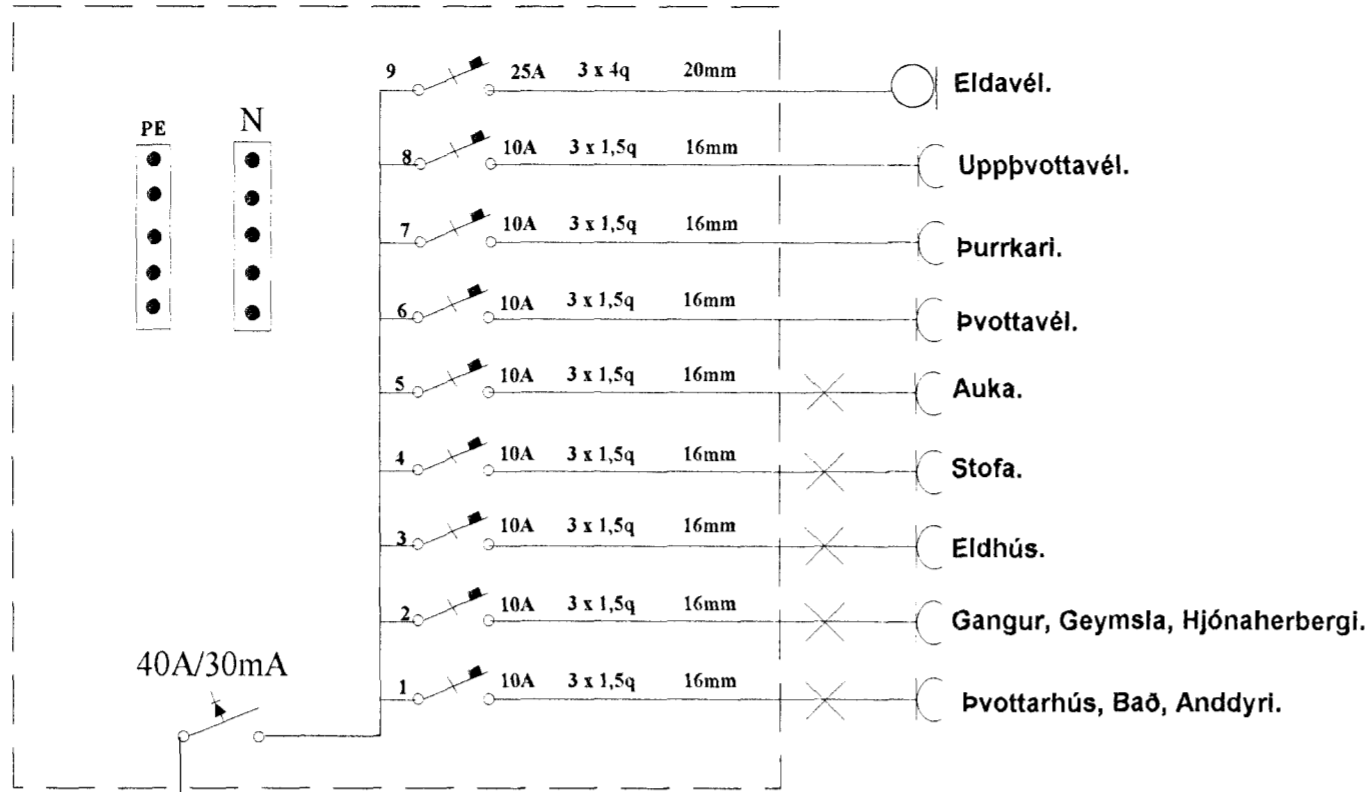 9 25A 3 x 4q 20mm Eldavél.
PE N
8 10A 3 x 1,5q 16mm Uppþvottavél.
7 10A 3 x 1,5q 16mm Þurrkari.
6 10A 3 x 1,5q 16mm Þvottavél.
5 10A 3 x 1,5q 16mm Auka.
4 10A 3 x 1,5q 16mm Stofa.
3 10A 3 x 1,5q 16mm Eldhús.
2 10A 3 x 1,5q 16mm Gangur, Geymsla, Hjónaherbergi.
40A/30mA
1 10A 3 x 1,5q 16mm Þvottarhús, Bað, Anddyri.